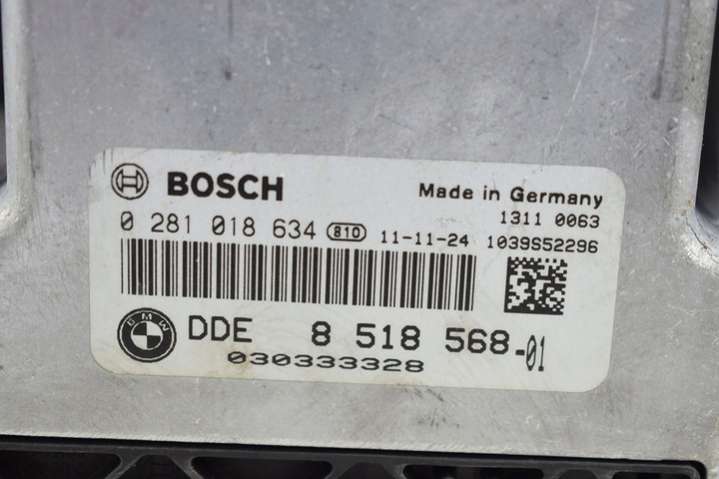 BOSCH
Made in Germany
1311 0063
0 281 018 634 810 11-11-24 1039S52296
BMW DDE 8 518 568-01
030333328